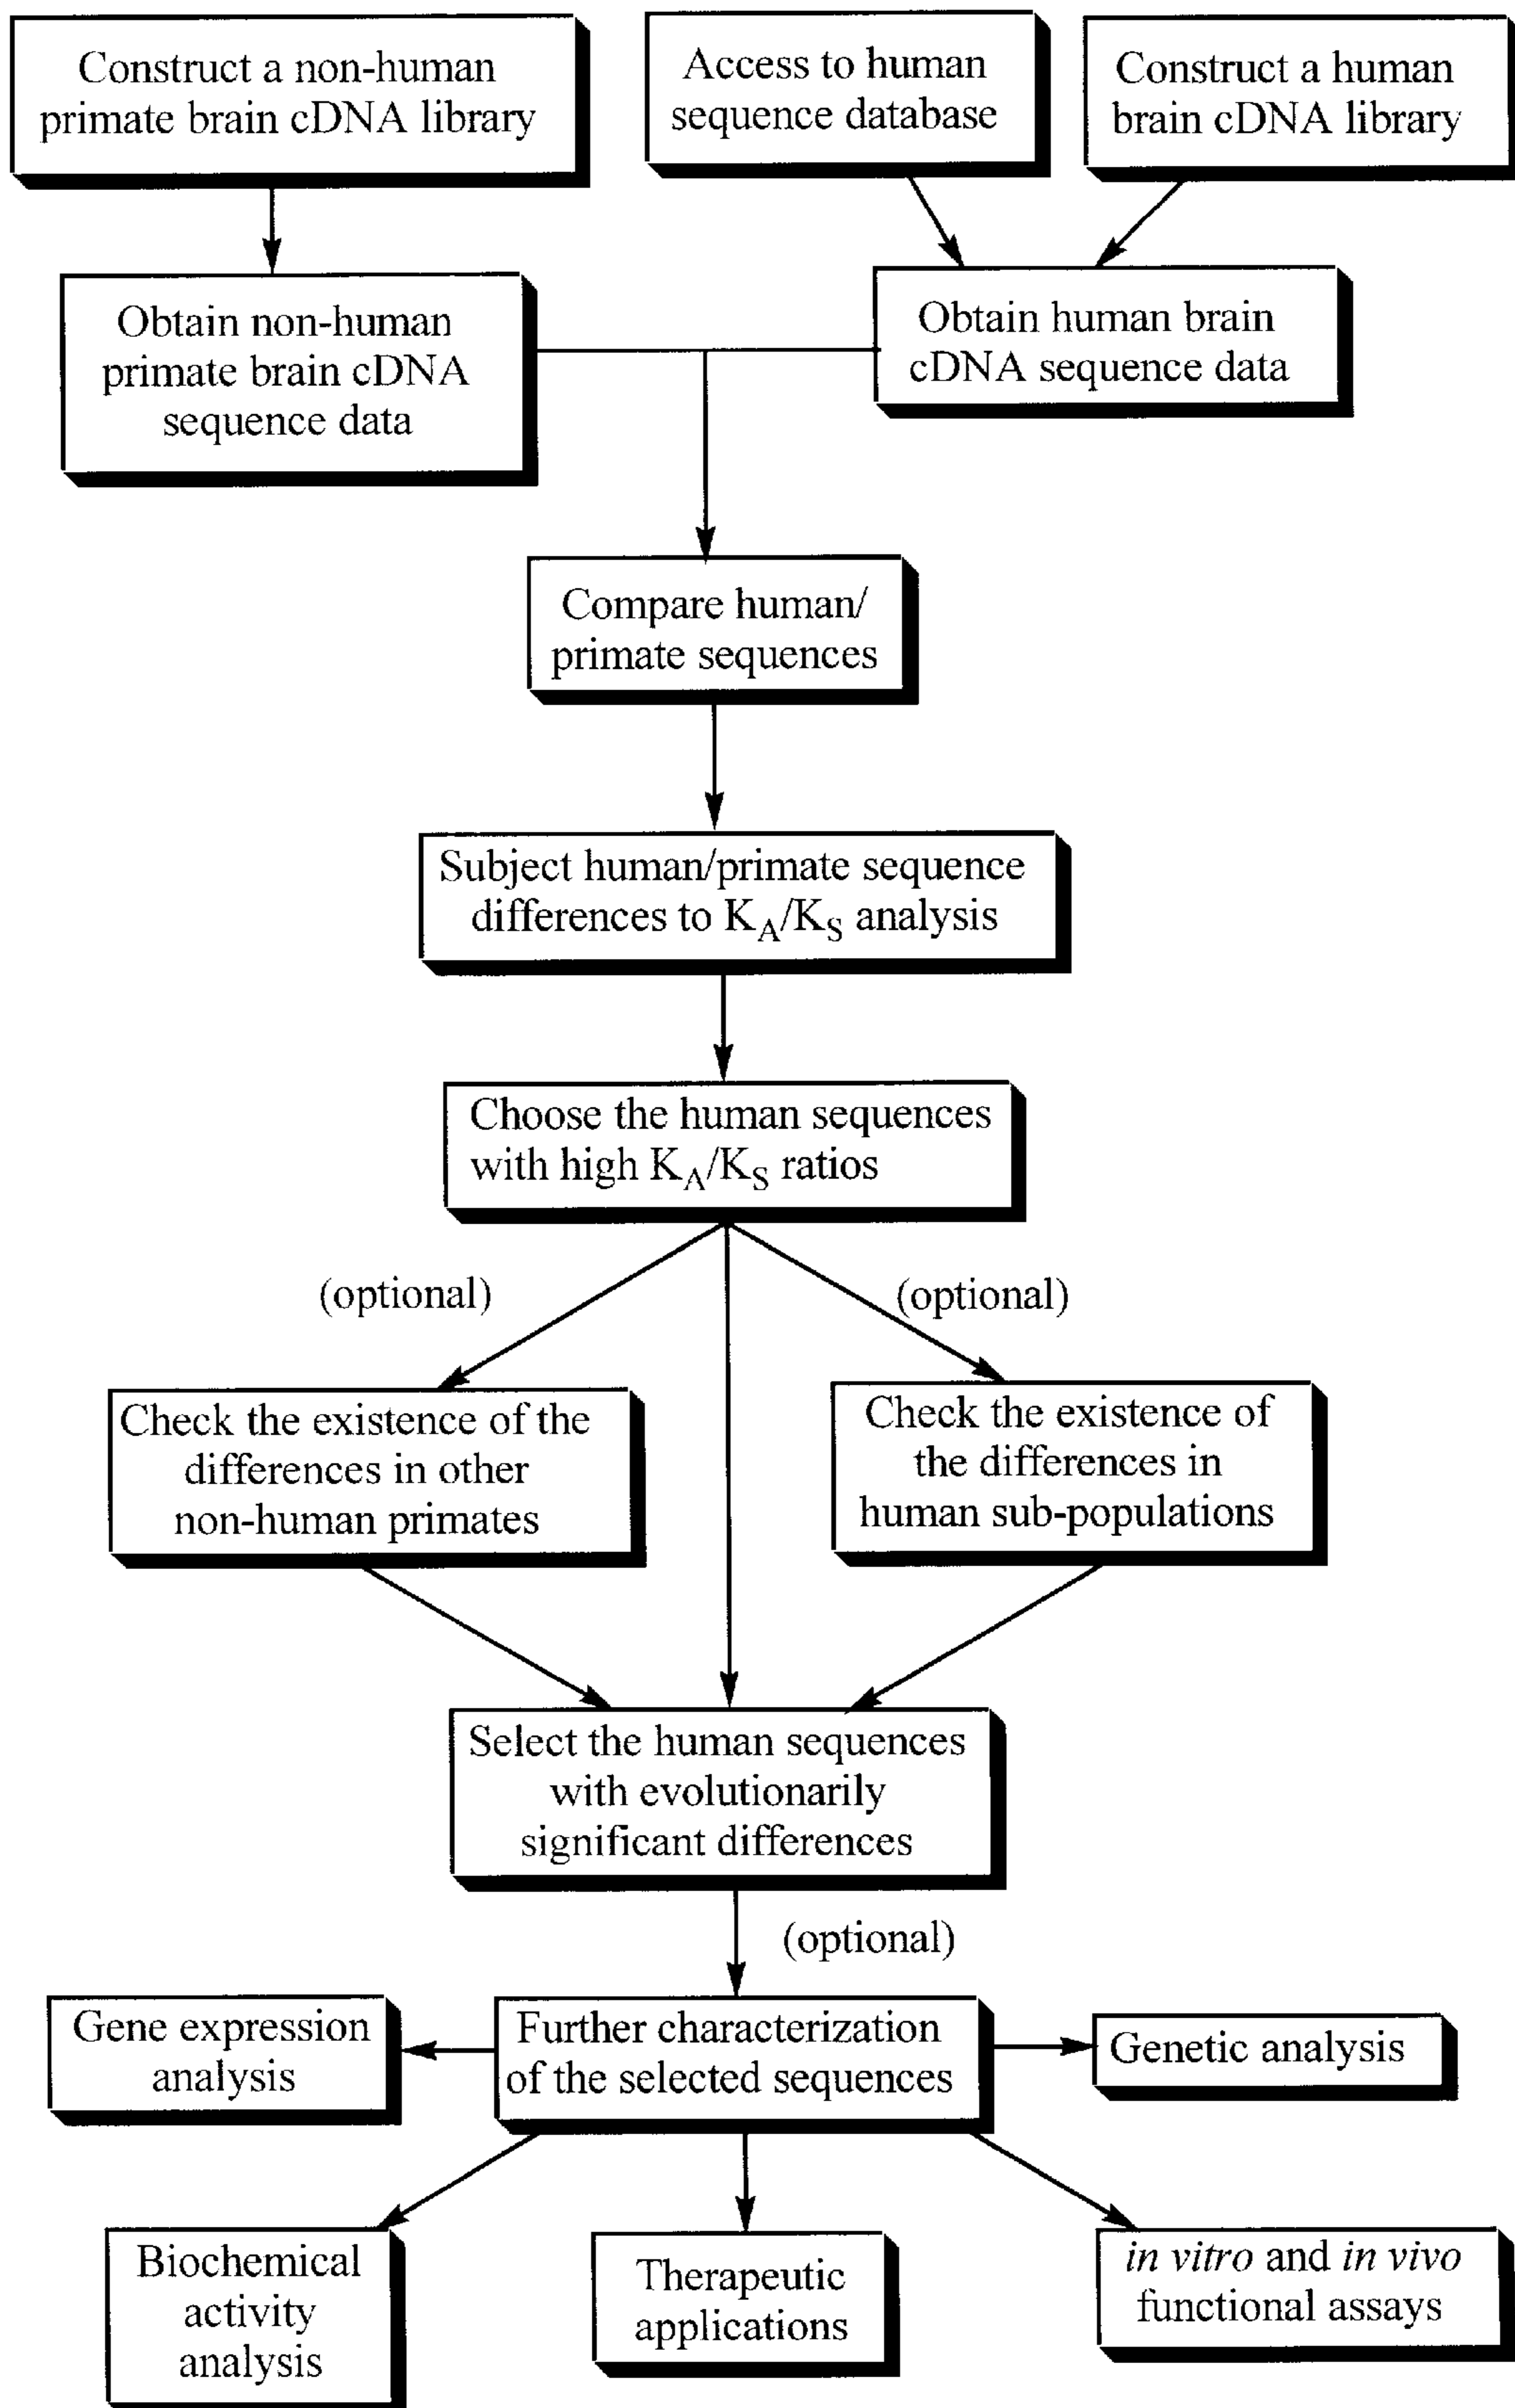 Construct a non-human
primate brain cDNA library
Access to human
sequence database
Construct a human
brain cDNA library
Obtain non-human
primate brain cDNA
sequence data
Obtain human brain
cDNA sequence data
Compare human/
primate sequences
Subject human/primate sequence
differences to KA/KS analysis
Choose the human sequences
with high KA/KS ratios
(optional)
(optional)
Check the existence of the
differences in other
non-human primates
Check the existence of
the differences in
human sub-populations
Select the human sequences
with evolutionarily
significant differences
(optional)
Gene expression
analysis
Further characterization
of the selected sequences
Genetic analysis
Biochemical
activity
analysis
Therapeutic
applications
in vitro and in vivo
functional assays